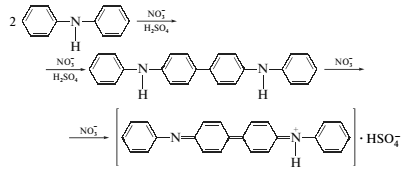 2 N H NO₃⁻ H₂SO₄
NO₃⁻ H₂SO₄ N H N H NO₃⁻
NO₃⁻ [ N N⁺ H ] · HSO₄⁻